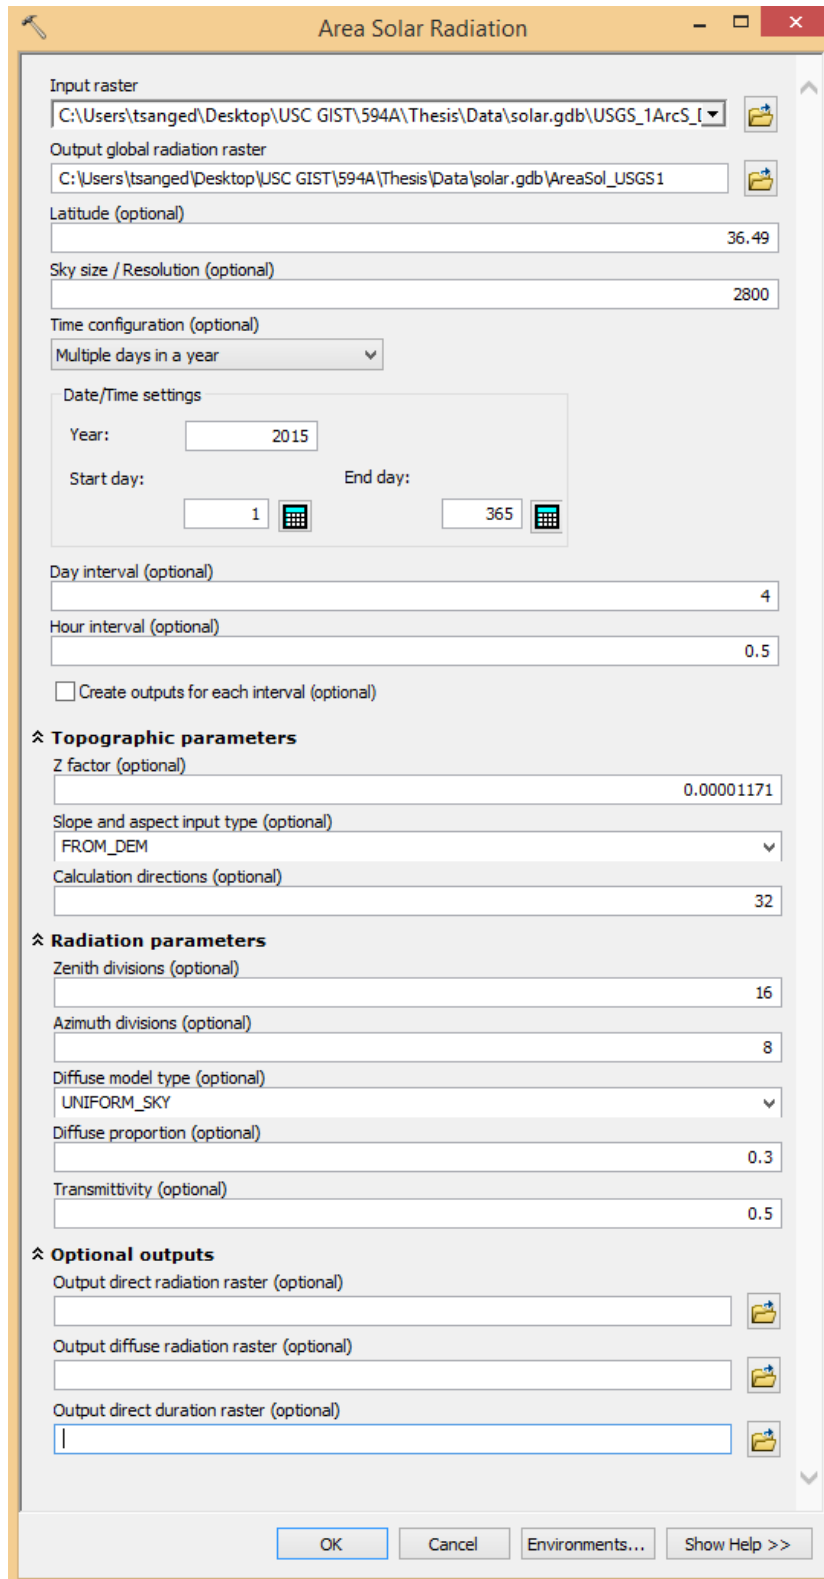 Area Solar Radiation
Input raster
C:\Users\tsanged\Desktop\USC GIST\594A\Thesis\Data\solar.gdb\USGS_1ArcS_[
Output global radiation raster
C:\Users\tsanged\Desktop\USC GIST\594A\Thesis\Data\solar.gdb\AreaSol_USGS1
Latitude (optional)
36.49
Sky size / Resolution (optional)
2800
Time configuration (optional)
Multiple days in a year
Date/Time settings
Year: 2015
Start day: End day:
1 365
Day interval (optional)
4
Hour interval (optional)
0.5
Create outputs for each interval (optional)
Topographic parameters
Z factor (optional)
0.00001171
Slope and aspect input type (optional)
FROM_DEM
Calculation directions (optional)
32
Radiation parameters
Zenith divisions (optional)
16
Azimuth divisions (optional)
8
Diffuse model type (optional)
UNIFORM_SKY
Diffuse proportion (optional)
0.3
Transmittivity (optional)
0.5
Optional outputs
Output direct radiation raster (optional)
Output diffuse radiation raster (optional)
Output direct duration raster (optional)
OK Cancel Environments... Show Help >>